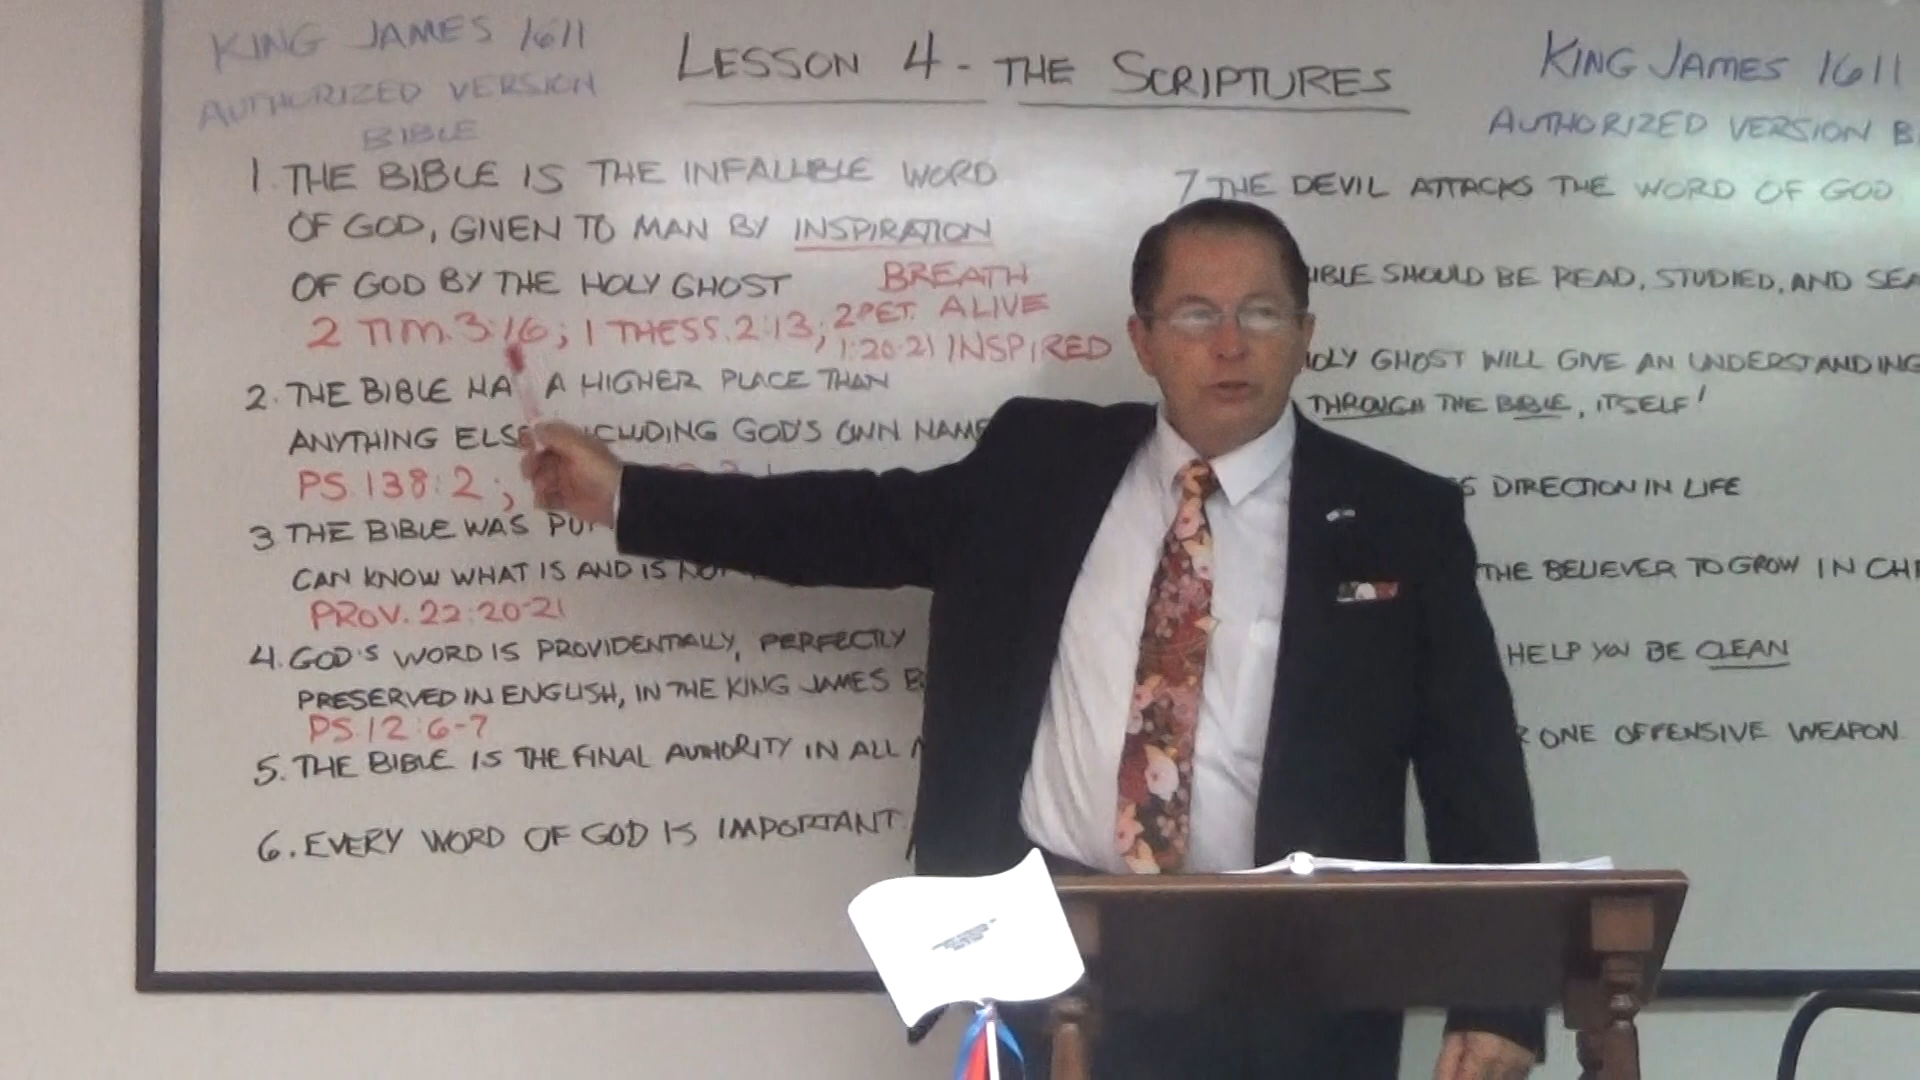 KING JAMES 1611
AUTHORIZED VERSION
BIBLE
LESSON 4 - THE SCRIPTURES
KING JAMES 1611
AUTHORIZED VERSION B
1. THE BIBLE IS THE INFALLIBLE WORD
OF GOD, GIVEN TO MAN BY INSPIRATION
OF GOD BY THE HOLY GHOST
BREATH
ALIVE
INSPIRED
2 TIM. 3:16; 1 THESS. 2:13; 2 PET. 1:20-21
2. THE BIBLE HA A HIGHER PLACE THAN
ANYTHING ELSE INCLUDING GOD'S OWN NAME
PS. 138:2;
3 THE BIBLE WAS
CAN KNOW WHAT IS AND IS NOT
PROV. 22:20-21
4. GOD'S WORD IS PROVIDENTIALLY, PERFECTLY
PRESERVED IN ENGLISH, IN THE KING JAMES B
PS. 12:6-7
5. THE BIBLE IS THE FINAL AUTHORITY IN ALL
6. EVERY WORD OF GOD IS IMPORTANT
7 THE DEVIL ATTACKS THE WORD OF GOD
IBLE SHOULD BE READ, STUDIED, AND SEA
HOLY GHOST WILL GIVE AN UNDERSTANDING
THROUGH THE BIBLE, ITSELF!
DIRECTION IN LIFE
THE BELIEVER TO GROW IN CHR
HELP YOU BE CLEAN
ONE OFFENSIVE WEAPON